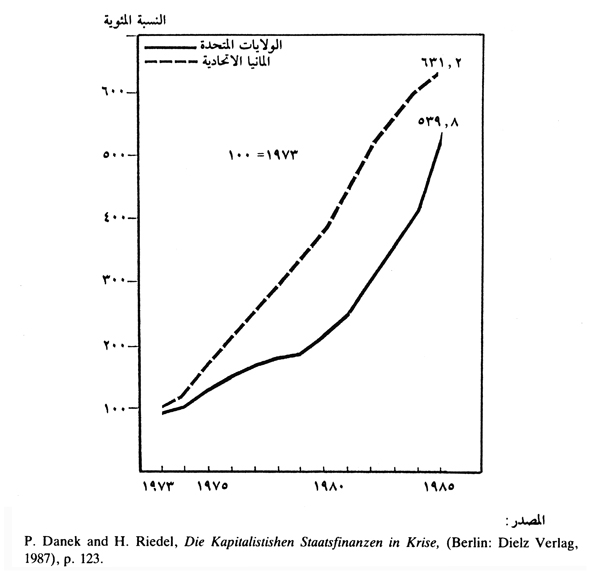 النسبة المئوية
الولايات المتحدة
المانيا الاتحادية
٦٣١,٢
٦٠٠
٥٣٩,٨
٥٠٠
١٩٧٣ = ١٠٠
٤٠٠
٣٠٠
٢٠٠
١٠٠
١٩٧٣ ١٩٧٥ ١٩٨٠ ١٩٨٥
المصدر:
P. Danek and H. Riedel, Die Kapitalistishen Staatsfinanzen in Krise, (Berlin: Dielz Verlag,
1987), p. 123.